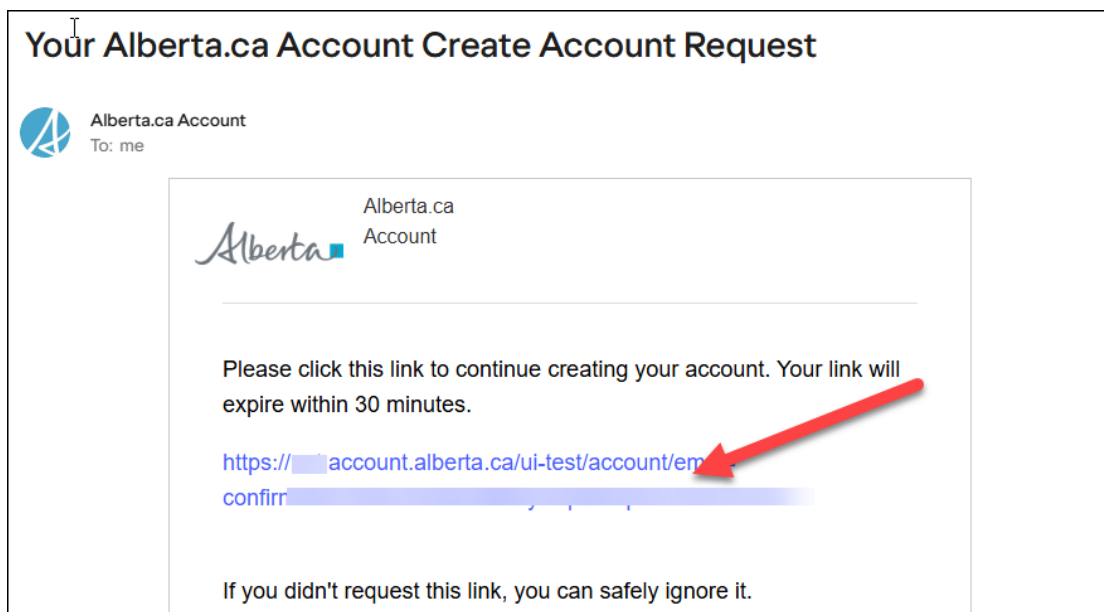 Your Alberta.ca Account Create Account Request
Alberta.ca Account
To: me
Alberta.ca
Alberta
Account
Please click this link to continue creating your account. Your link will
expire within 30 minutes.
https:// account.alberta.ca/ui-test/account/
If you didn't request this link, you can safely ignore it.